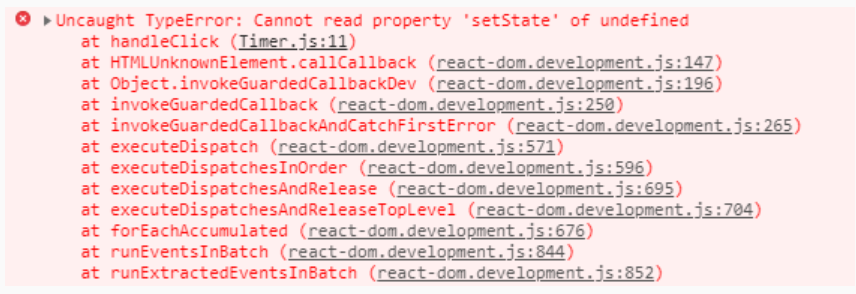 Uncaught TypeError: Cannot read property 'setState' of undefined
at handleClick (Timer.js:11)
at HTMLUnknownElement.callCallback (react-dom.development.js:147)
at Object.invokeGuardedCallbackDev (react-dom.development.js:196)
at invokeGuardedCallback (react-dom.development.js:250)
at invokeGuardedCallbackAndCatchFirstError (react-dom.development.js:265)
at executeDispatch (react-dom.development.js:571)
at executeDispatchesInOrder (react-dom.development.js:596)
at executeDispatchesAndRelease (react-dom.development.js:695)
at executeDispatchesAndReleaseTopLevel (react-dom.development.js:704)
at forEachAccumulated (react-dom.development.js:676)
at runEventsInBatch (react-dom.development.js:844)
at runExtractedEventsInBatch (react-dom.development.js:852)